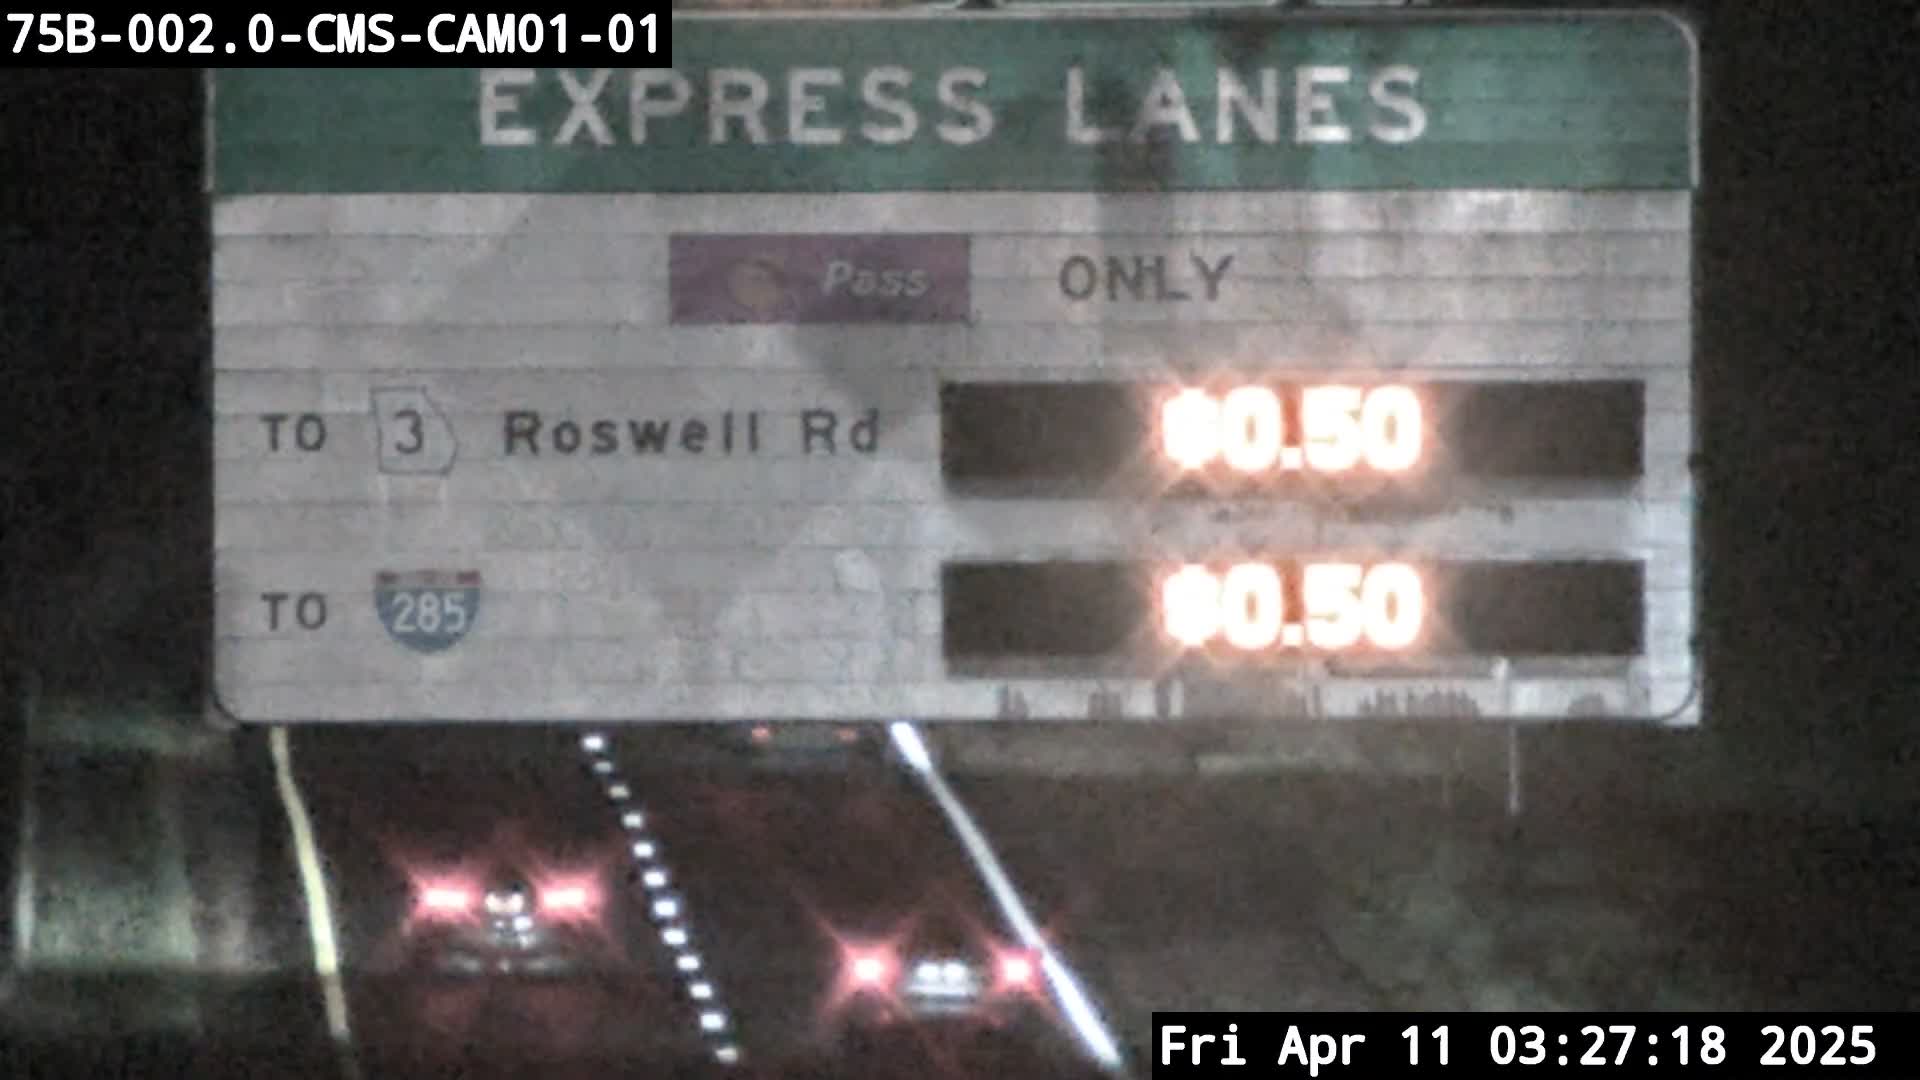 75B-002.0-CMS-CAM01-01
EXPRESS LANES
Pass ONLY
TO 3 Roswell Rd $0.50
TO 285 $0.50
Fri Apr 11 03:27:18 2025